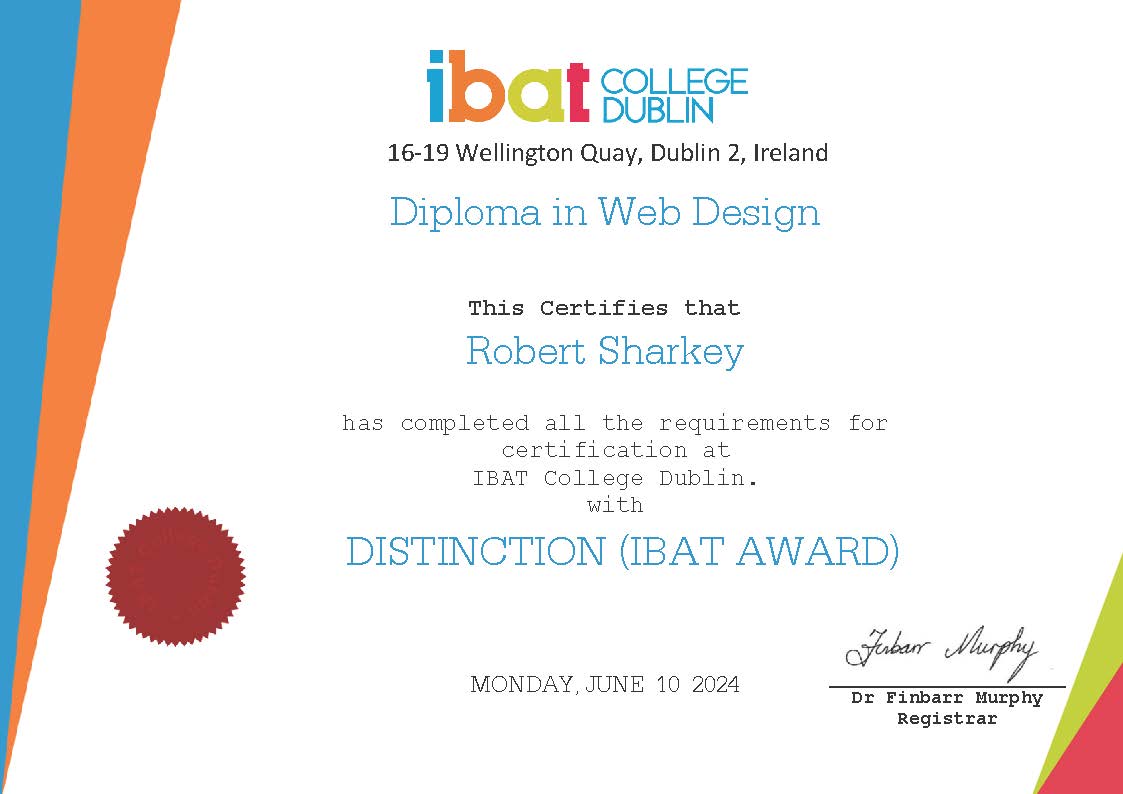 ibat COLLEGE
DUBLIN
16-19 Wellington Quay, Dublin 2, Ireland
Diploma in Web Design
This Certifies that
Robert Sharkey
has completed all the requirements for
certification at
IBAT College Dublin.
with
DISTINCTION (IBAT AWARD)
Finbarr Murphy
MONDAY, JUNE 10 2024
Dr Finbarr Murphy
Registrar